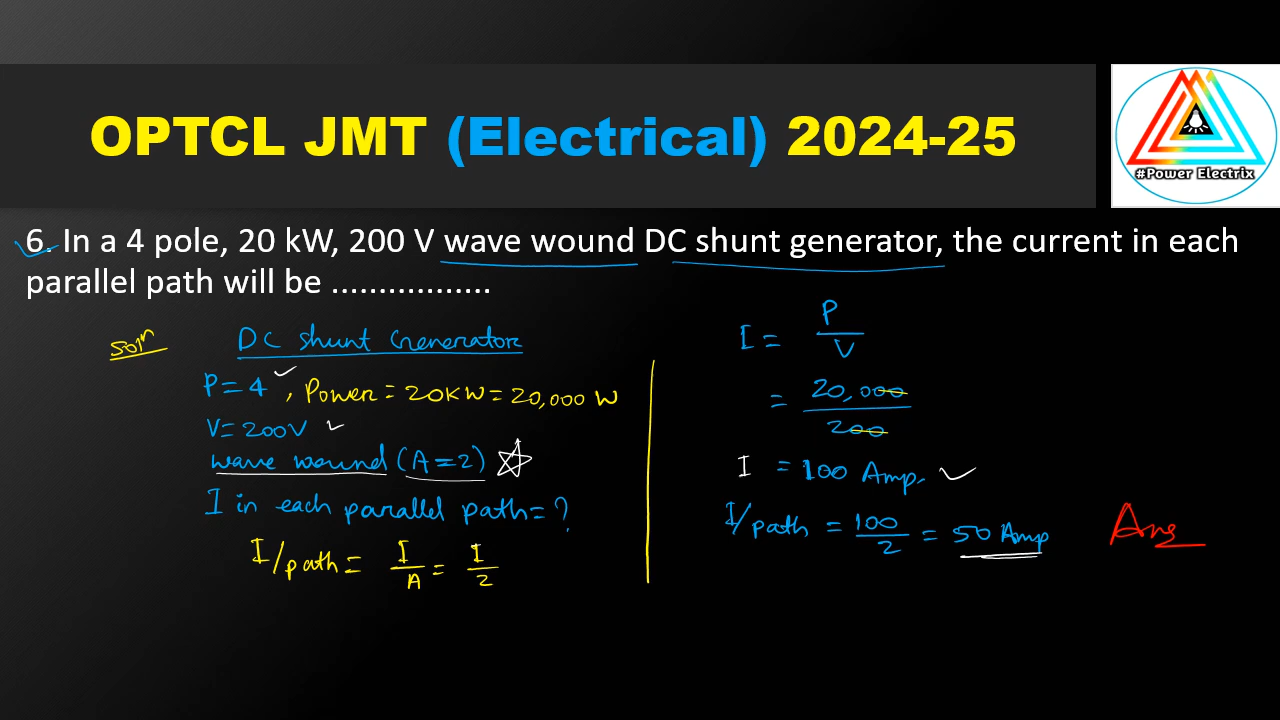 OPTCL JMT (Electrical) 2024-25
#Power Electrix
6. In a 4 pole, 20 kW, 200 V wave wound DC shunt generator, the current in each
parallel path will be .................
Solⁿ
DC shunt Generator
P = 4 , Power = 20KW = 20,000 W
V = 200V
wave wound (A = 2)
I in each parallel path = ?
I/path = I/A = I/2
I = P/V
= 20,000/200
I = 100 Amp.
I/path = 100/2 = 50 Amp
Ans